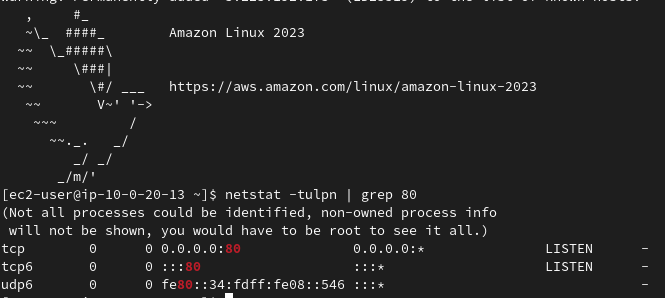 ,     #_
~\_  ####_        Amazon Linux 2023
~~  \_#####\
~~     \###|
~~       \#/ ___   https://aws.amazon.com/linux/amazon-linux-2023
~~       V~' '->
~~~         /
~~._.   _/
_/ _/
_/m/'
[ec2-user@ip-10-0-20-13 ~]$ netstat -tulpn | grep 80
(Not all processes could be identified, non-owned process info
will not be shown, you would have to be root to see it all.)
tcp        0      0 0.0.0.0:80              0.0.0.0:*               LISTEN      -
tcp6       0      0 :::80                   :::*                    LISTEN      -
udp6       0      0 fe80::34:fdff:fe08::546 :::*                                -